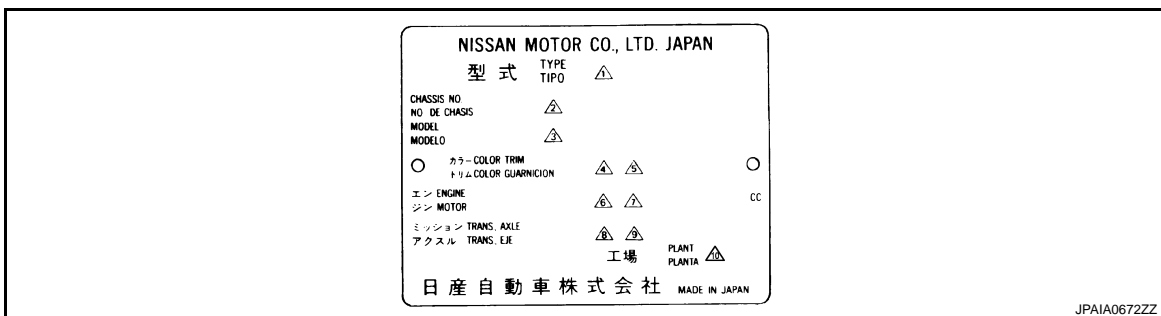 NISSAN MOTOR CO., LTD. JAPAN
型式 TYPE TIPO 1
CHASSIS NO.
NO DE CHASIS 2
MODEL
MODELO 3
カラー COLOR TRIM
トリム COLOR GUARNICION 4 5
エン ENGINE
ジン MOTOR 6 7 CC
ミッション TRANS. AXLE
アクスル TRANS. EJE 8 9
工場 PLANT PLANTA 10
日産自動車株式会社 MADE IN JAPAN
JPAIA0672ZZ